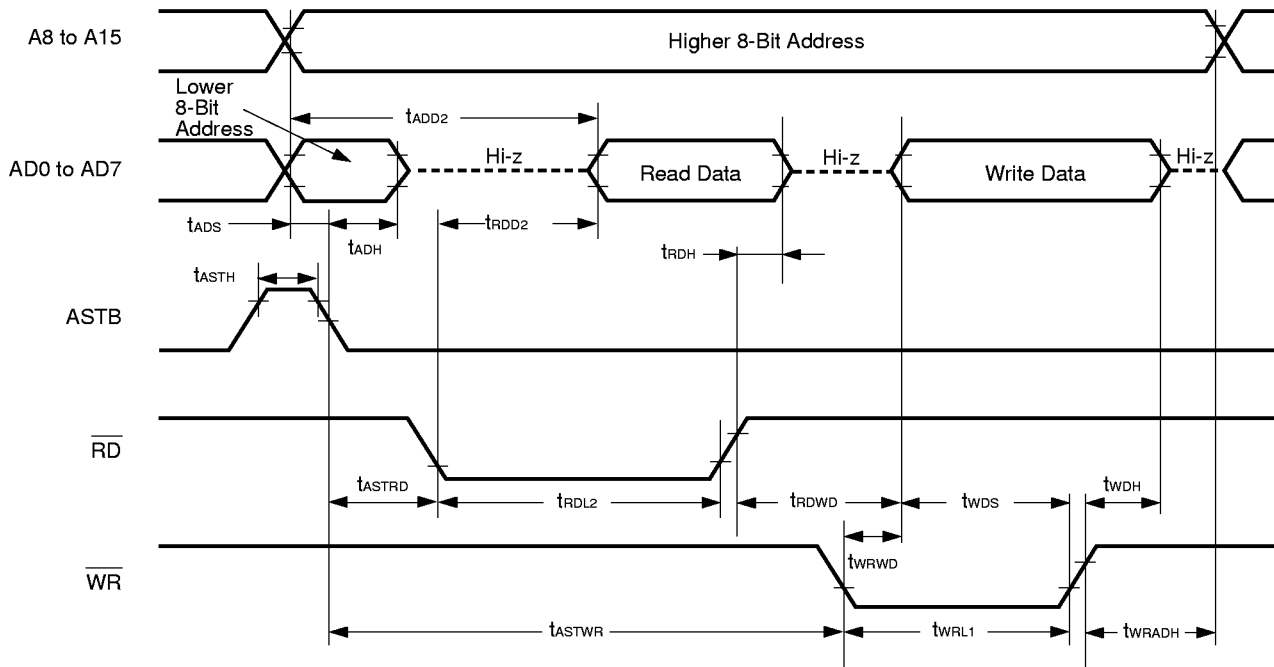 A8 to A15
Higher 8-Bit Address
Lower
8-Bit
Address
tADD2
AD0 to AD7
Hi-z
Read Data
Hi-z
Write Data
Hi-z
tADS
tADH
tRDD2
tRDH
tASTH
ASTB
RD
tASTRD
tRDL2
tRDWD
tWDS
tWDH
tWRWD
WR
tASTWR
tWRL1
tWRADH